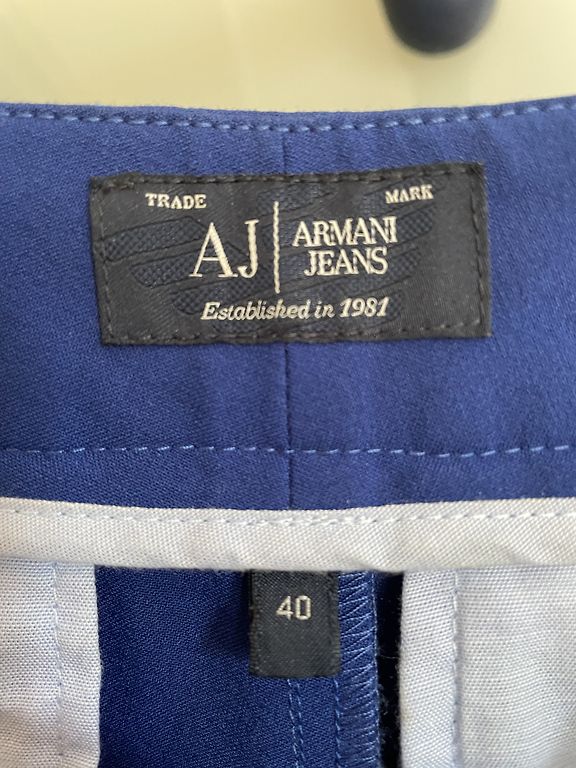 TRADE MARK
AJ ARMANI
JEANS
Established in 1981
40